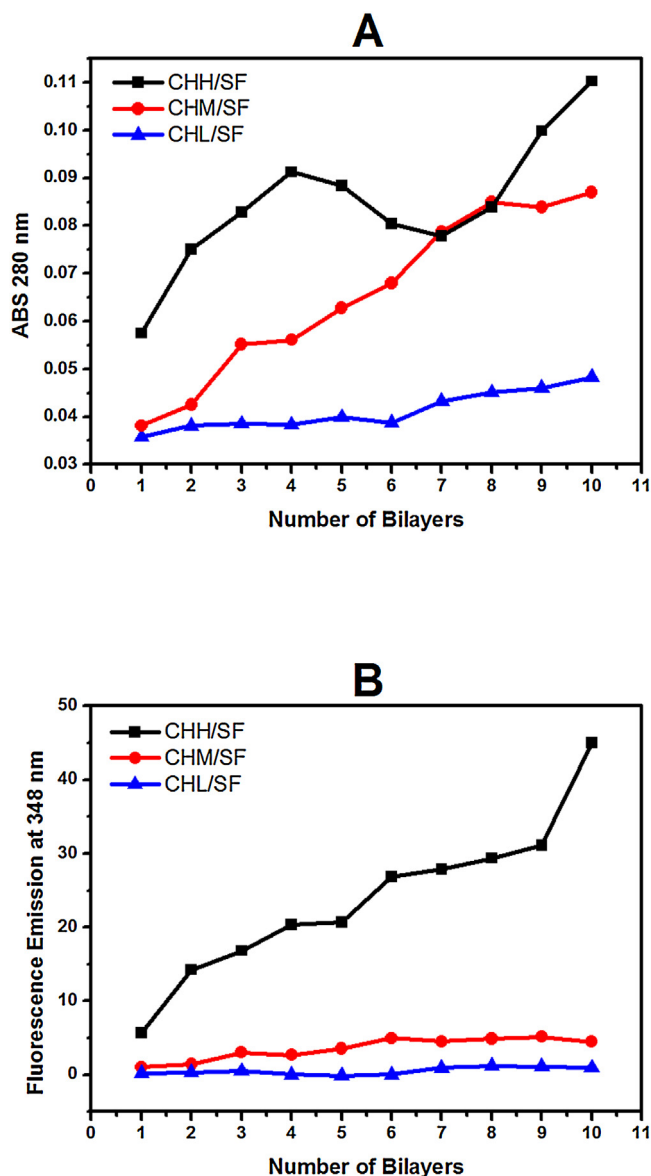 A
ABS 280 nm
0.11
0.10
0.09
0.08
0.07
0.06
0.05
0.04
0.03
CHH/SF
CHM/SF
CHL/SF
0 1 2 3 4 5 6 7 8 9 10 11
Number of Bilayers
B
Fluorescence Emission at 348 nm
50
40
30
20
10
0
CHH/SF
CHM/SF
CHL/SF
0 1 2 3 4 5 6 7 8 9 10 11
Number of Bilayers